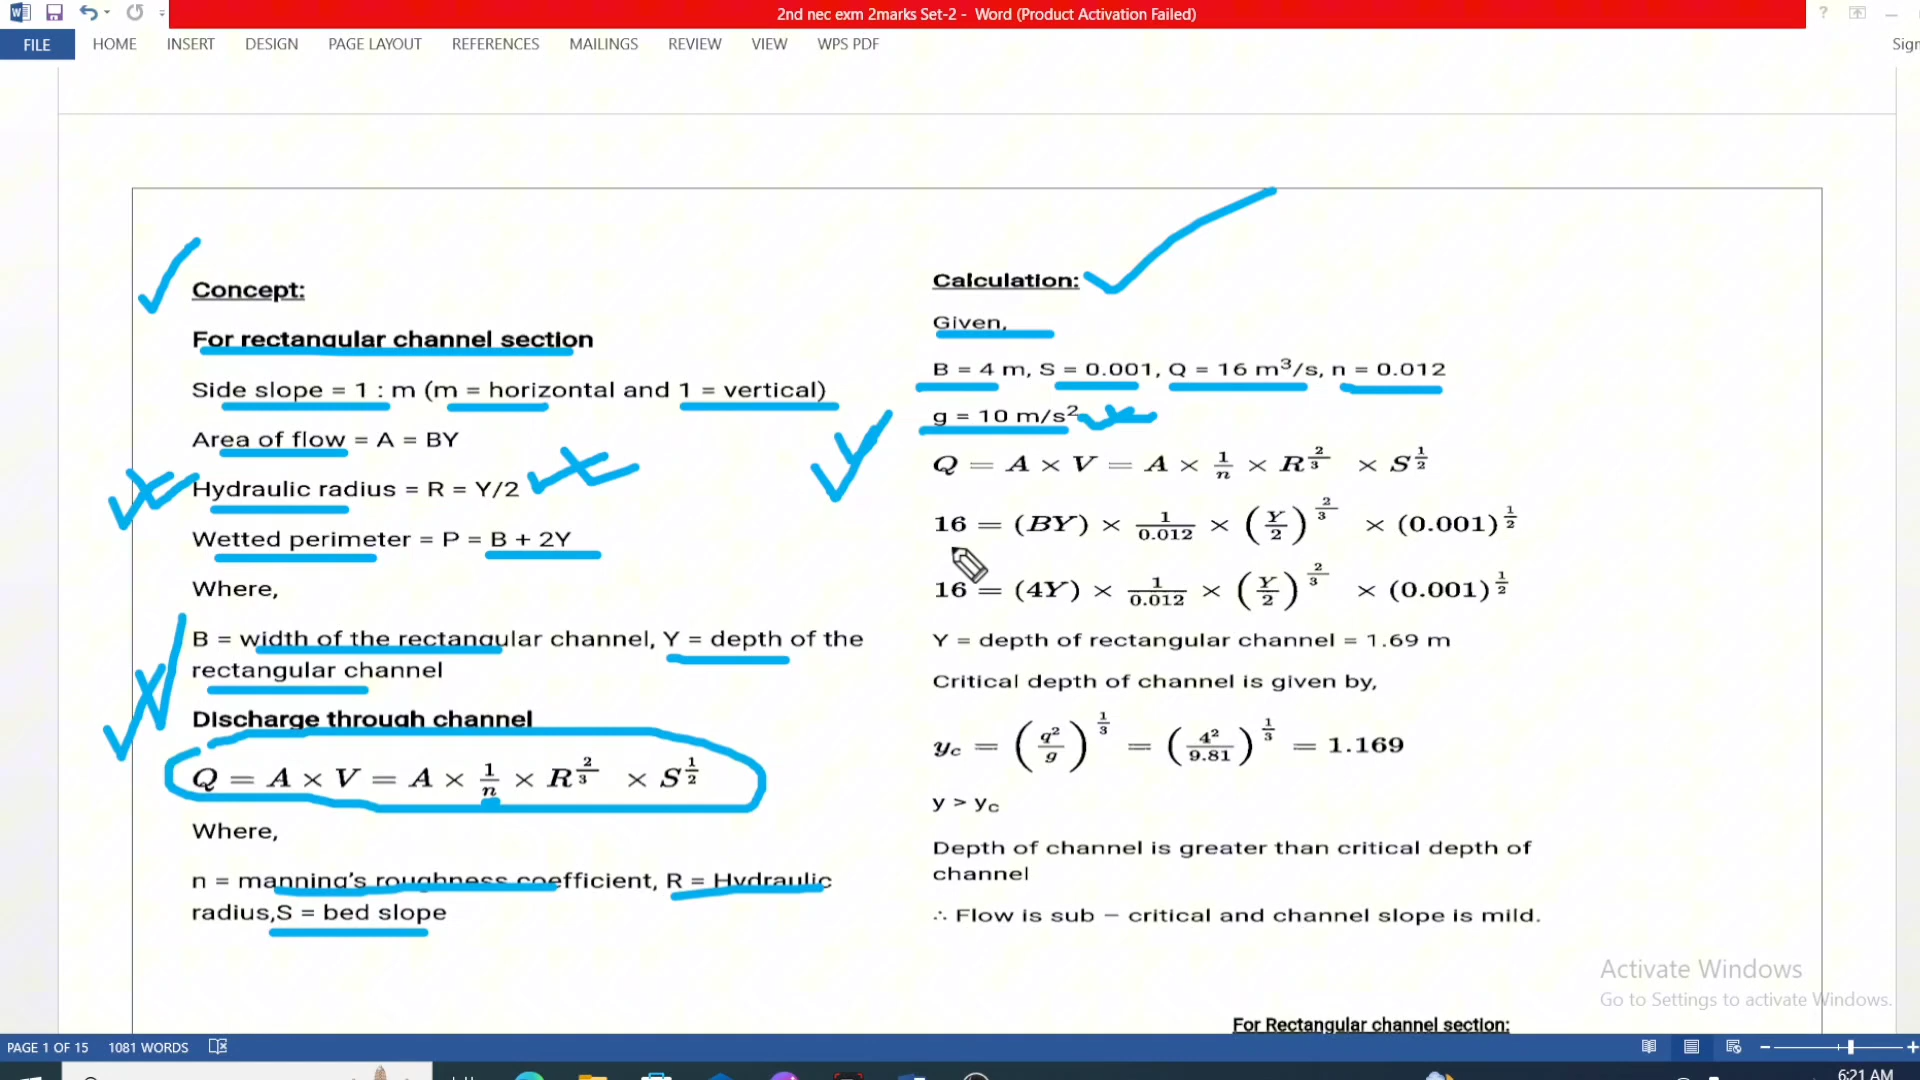 2nd nec exm 2marks Set-2 - Word (Product Activation Failed)
FILE HOME INSERT DESIGN PAGE LAYOUT REFERENCES MAILINGS REVIEW VIEW WPS PDF
Concept:
For rectangular channel section
Side slope = 1 : m (m = horizontal and 1 = vertical)
Area of flow = A = BY
Hydraulic radius = R = Y/2
Wetted perimeter = P = B + 2Y
Where,
B = width of the rectangular channel, Y = depth of the
rectangular channel
Discharge through channel
Q = A × V = A × 1/n × R^(2/3) × S^(1/2)
Where,
n = manning's roughness coefficient, R = Hydraulic
radius,S = bed slope
Calculation:
Given,
B = 4 m, S = 0.001, Q = 16 m³/s, n = 0.012
g = 10 m/s²
Q = A × V = A × 1/n × R^(2/3) × S^(1/2)
16 = (BY) × 1/0.012 × (Y/2)^(2/3) × (0.001)^(1/2)
16 = (4Y) × 1/0.012 × (Y/2)^(2/3) × (0.001)^(1/2)
Y = depth of rectangular channel = 1.69 m
Critical depth of channel is given by,
y_c = (q²/g)^(1/3) = (4²/9.81)^(1/3) = 1.169
y > y_c
Depth of channel is greater than critical depth of
channel
∴ Flow is sub – critical and channel slope is mild.
For Rectangular channel section:
Activate Windows
Go to Settings to activate Windows.
PAGE 1 OF 15 1081 WORDS
6:21 AM